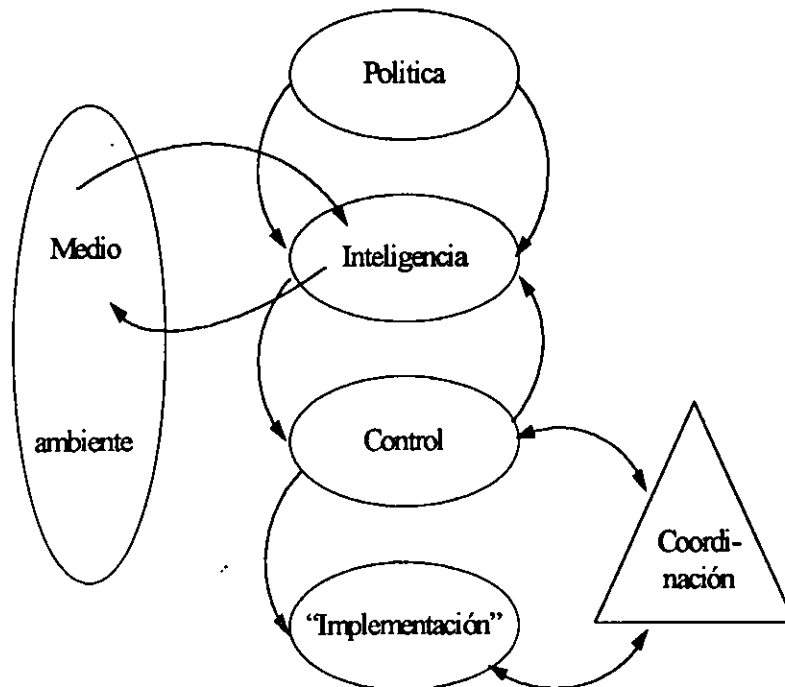 Politica
Medio
Inteligencia
ambiente
Control
Coordi-
nación
“Implementación”